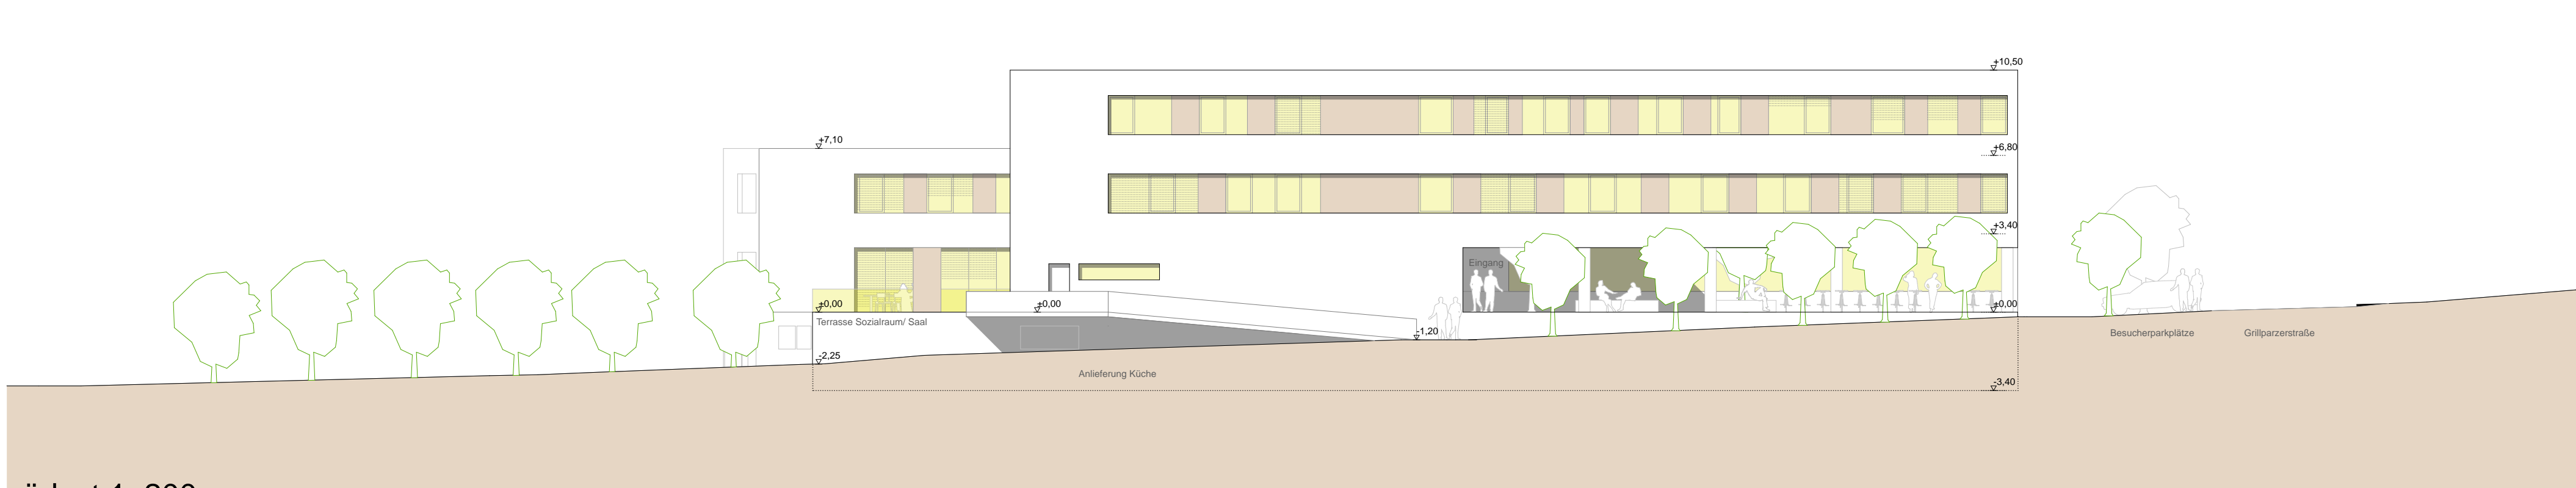 +10,50
+7,10
+6,80
+3,40
Eingang
±0,00
±0,00
±0,00
Terrasse Sozialraum/ Saal
-1,20
Besucherparkplätze
Grillparzerstraße
-2,25
Anlieferung Küche
-3,40